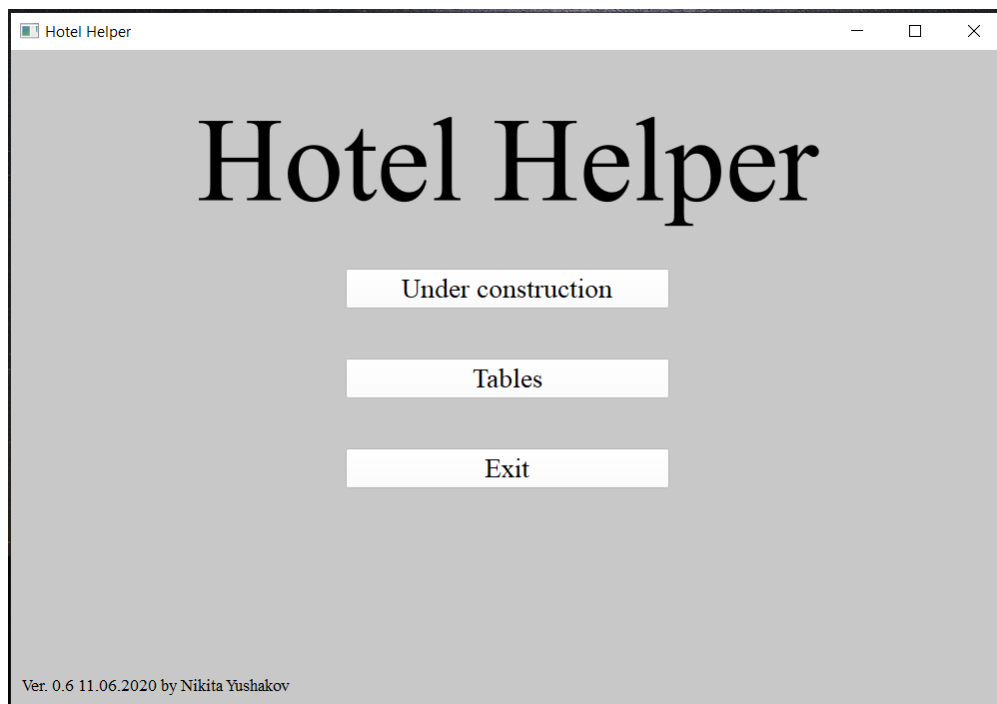 Hotel Helper
Hotel Helper
Under construction
Tables
Exit
Ver. 0.6 11.06.2020 by Nikita Yushakov